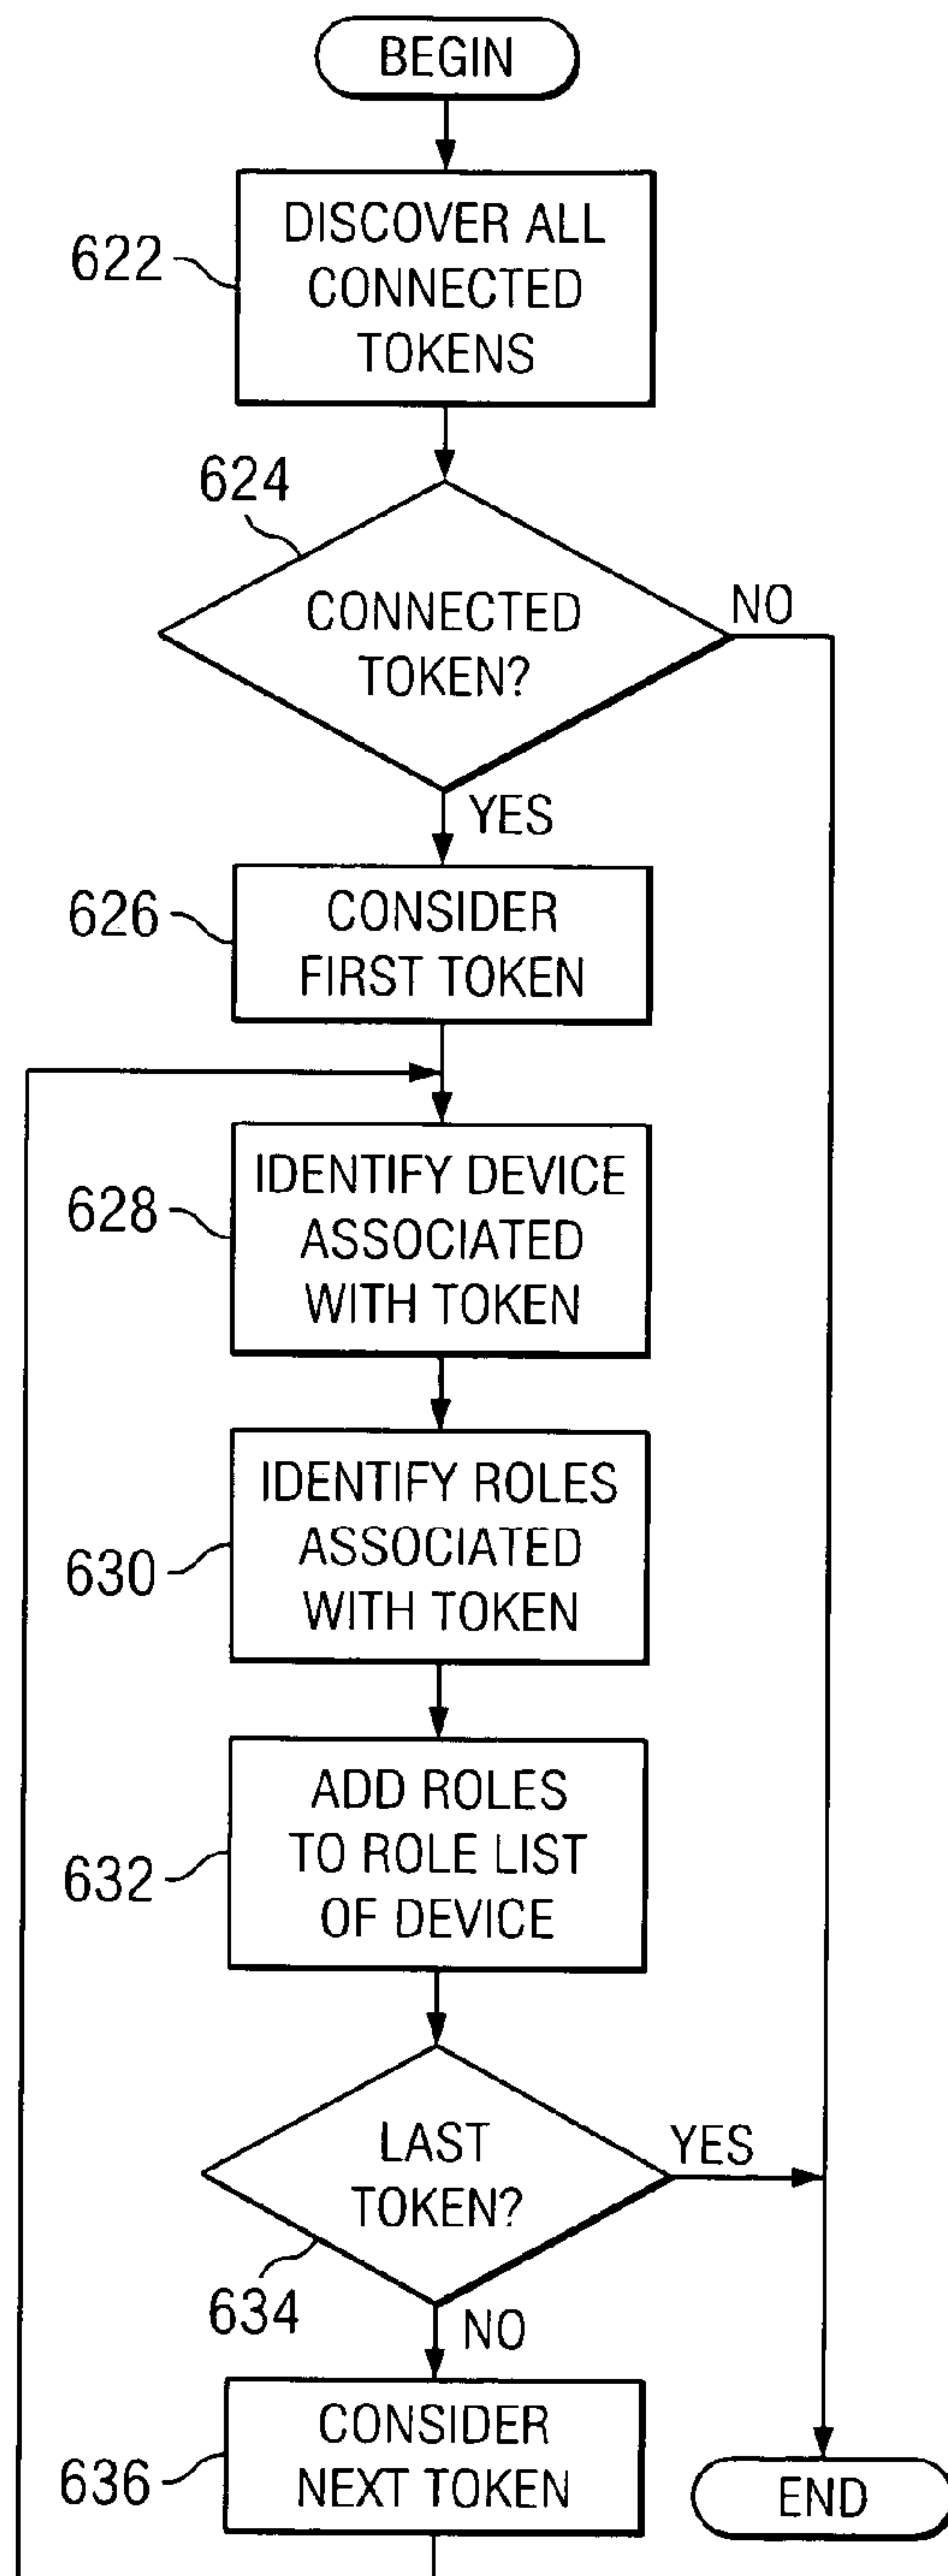 BEGIN
622
DISCOVER ALL
CONNECTED
TOKENS
624
CONNECTED
TOKEN?
NO
YES
626
CONSIDER
FIRST TOKEN
628
IDENTIFY DEVICE
ASSOCIATED
WITH TOKEN
630
IDENTIFY ROLES
ASSOCIATED
WITH TOKEN
632
ADD ROLES
TO ROLE LIST
OF DEVICE
LAST
TOKEN?
YES
634
NO
636
CONSIDER
NEXT TOKEN
END